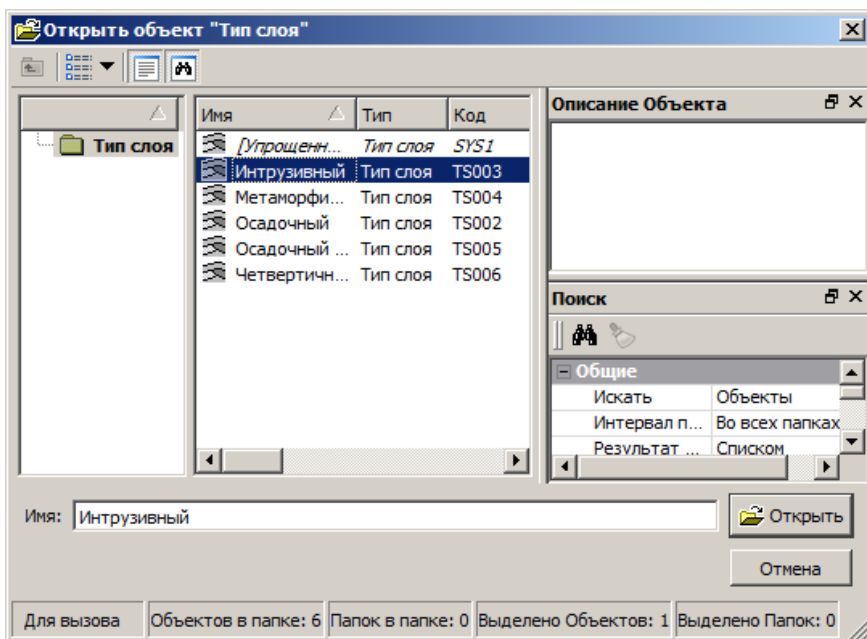 Открыть объект "Тип слоя"
Тип слоя
Имя Тип Код
[Упрощенн... Тип слоя SYS1
Интрузивный Тип слоя TS003
Метаморфи... Тип слоя TS004
Осадочный Тип слоя TS002
Осадочный ... Тип слоя TS005
Четвертичн... Тип слоя TS006
Описание Объекта
Поиск
Общие
Искать Объекты
Интервал п... Во всех папках
Результат ... Списком
Имя: Интрузивный
Открыть
Отмена
Для вызова Объектов в папке: 6 Папок в папке: 0 Выделено Объектов: 1 Выделено Папок: 0